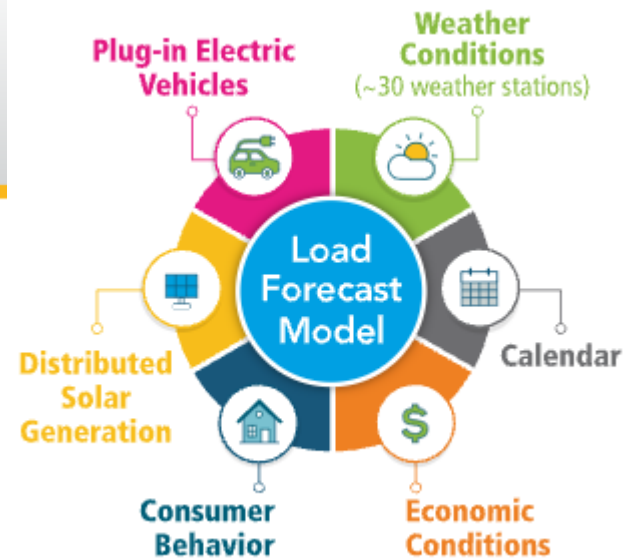 Plug-in Electric
Vehicles
Weather
Conditions
(~30 weather stations)
Load
Forecast
Model
Calendar
Distributed
Solar
Generation
Consumer
Behavior
$
Economic
Conditions